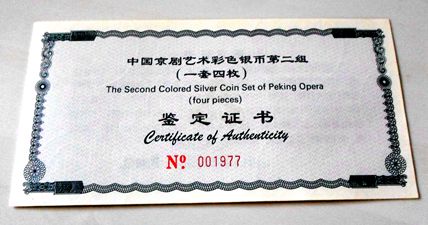 中国京剧艺术彩色银币第二组
(一套四枚)
The Second Colored Silver Coin Set of Peking Opera
(four pieces)
鉴定证书
Certificate of Authenticity
Nº 001977